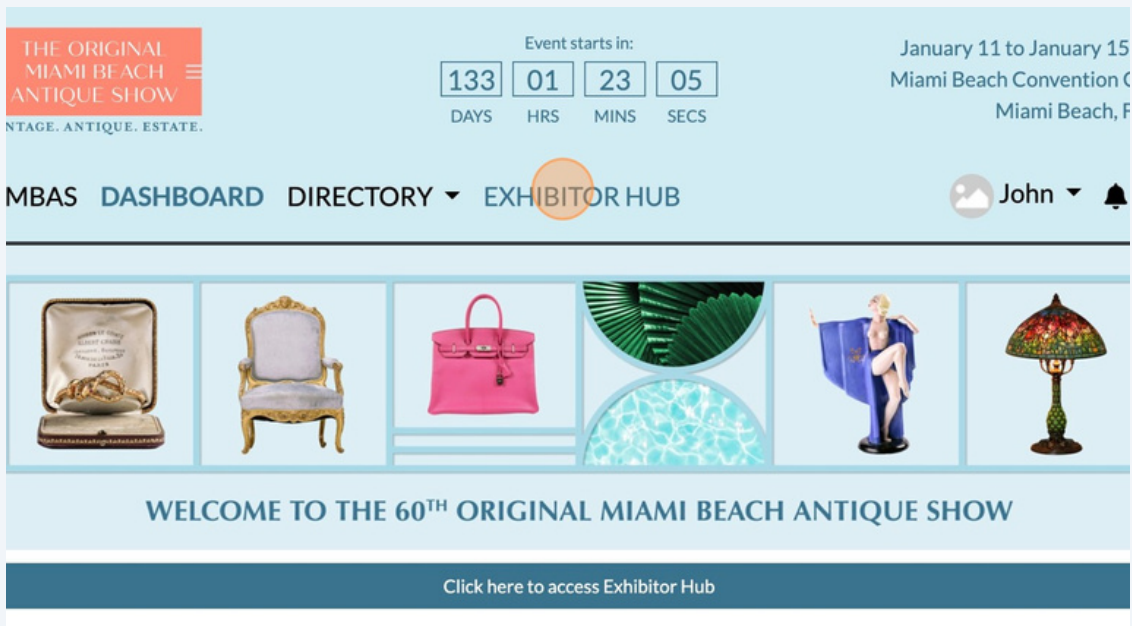 THE ORIGINAL
MIAMI BEACH
ANTIQUE SHOW
NTAGE. ANTIQUE. ESTATE.
Event starts in:
133 01 23 05
DAYS HRS MINS SECS
January 11 to January 15
Miami Beach Convention C
Miami Beach, F
MBAS DASHBOARD DIRECTORY EXHIBITOR HUB John
WELCOME TO THE 60TH ORIGINAL MIAMI BEACH ANTIQUE SHOW
Click here to access Exhibitor Hub